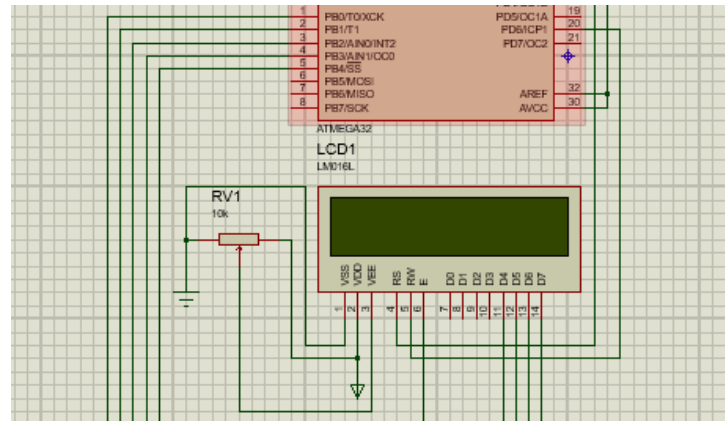 1 PB0/T0/XCK PD5/OC1A 19
2 PB1/T1 PD6/ICP1 20
3 PB2/AIN0/INT2 PD7/OC2 21
4 PB3/AIN1/OC0
5 PB4/SS
6 PB5/MOSI
7 PB6/MISO AREF 32
8 PB7/SCK AVCC 30
ATMEGA32
LCD1
LM016L
RV1
10k
VSS VDD VEE RS RW E D0 D1 D2 D3 D4 D5 D6 D7
1 2 3 4 5 6 7 8 9 10 11 12 13 14